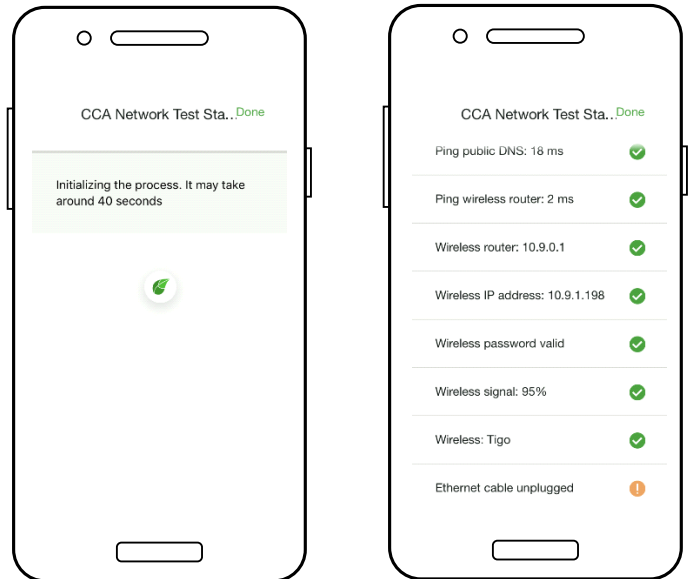 CCA Network Test Sta...
Done
Initializing the process. It may take
around 40 seconds
CCA Network Test Sta...
Done
Ping public DNS: 18 ms
Ping wireless router: 2 ms
Wireless router: 10.9.0.1
Wireless IP address: 10.9.1.198
Wireless password valid
Wireless signal: 95%
Wireless: Tigo
Ethernet cable unplugged